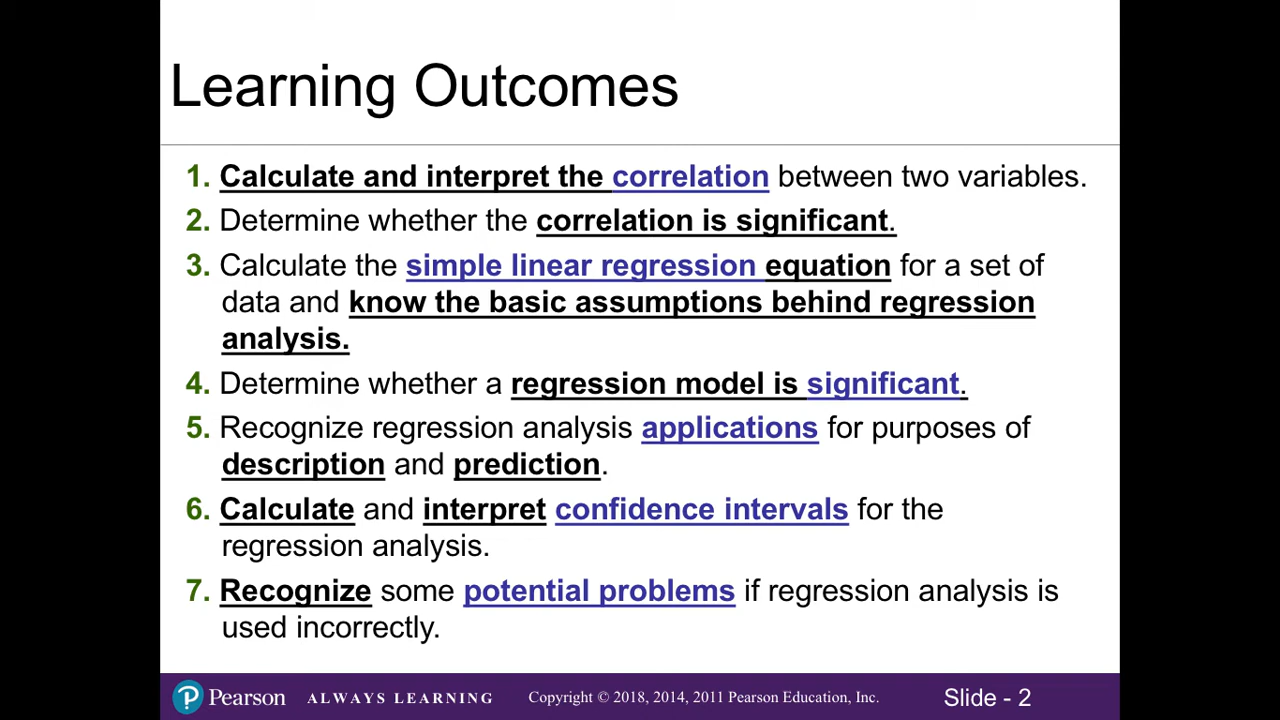 Learning Outcomes
1. Calculate and interpret the correlation between two variables.
2. Determine whether the correlation is significant.
3. Calculate the simple linear regression equation for a set of
data and know the basic assumptions behind regression
analysis.
4. Determine whether a regression model is significant.
5. Recognize regression analysis applications for purposes of
description and prediction.
6. Calculate and interpret confidence intervals for the
regression analysis.
7. Recognize some potential problems if regression analysis is
used incorrectly.
P Pearson ALWAYS LEARNING Copyright © 2018, 2014, 2011 Pearson Education, Inc. Slide - 2